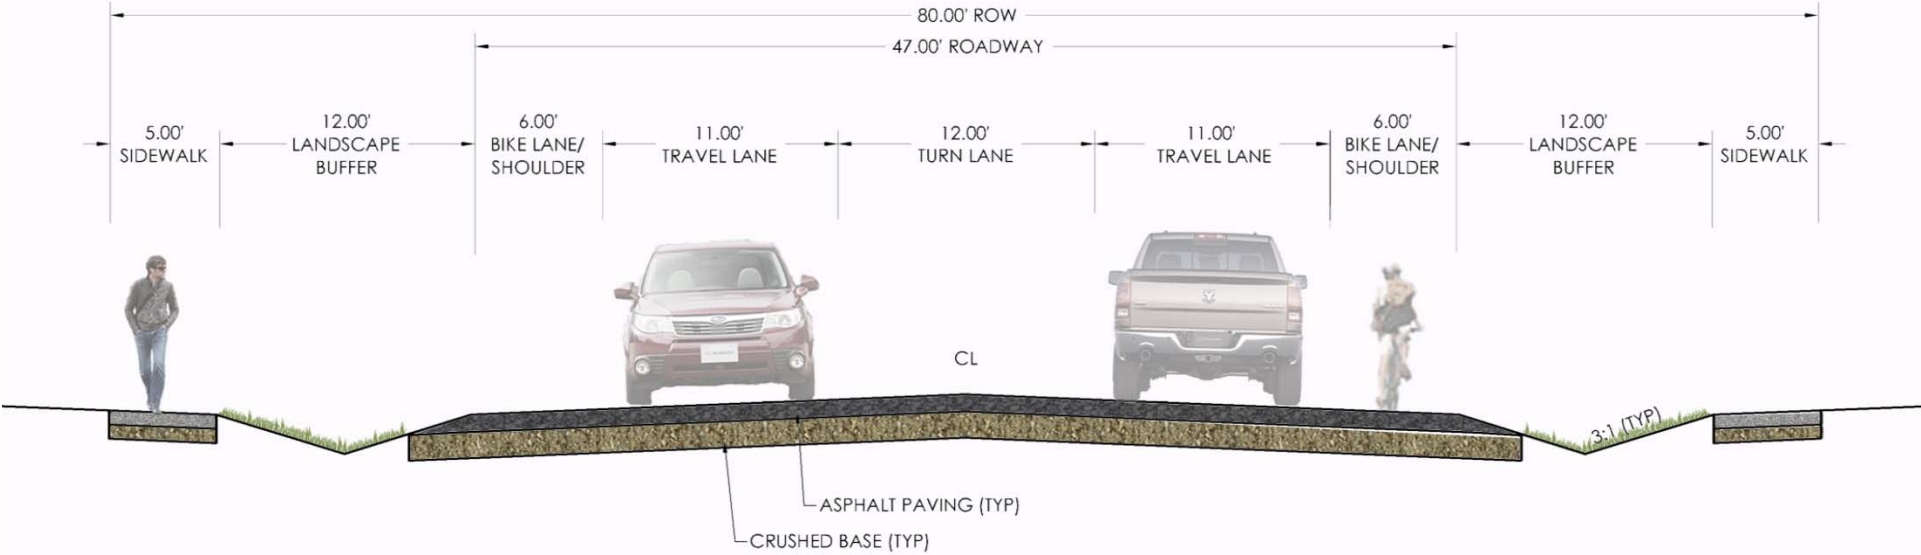 80.00' ROW
47.00' ROADWAY
5.00'
SIDEWALK
12.00'
LANDSCAPE
BUFFER
6.00'
BIKE LANE/
SHOULDER
11.00'
TRAVEL LANE
12.00'
TURN LANE
11.00'
TRAVEL LANE
6.00'
BIKE LANE/
SHOULDER
12.00'
LANDSCAPE
BUFFER
5.00'
SIDEWALK
CL
3:1 (TYP)
ASPHALT PAVING (TYP)
CRUSHED BASE (TYP)